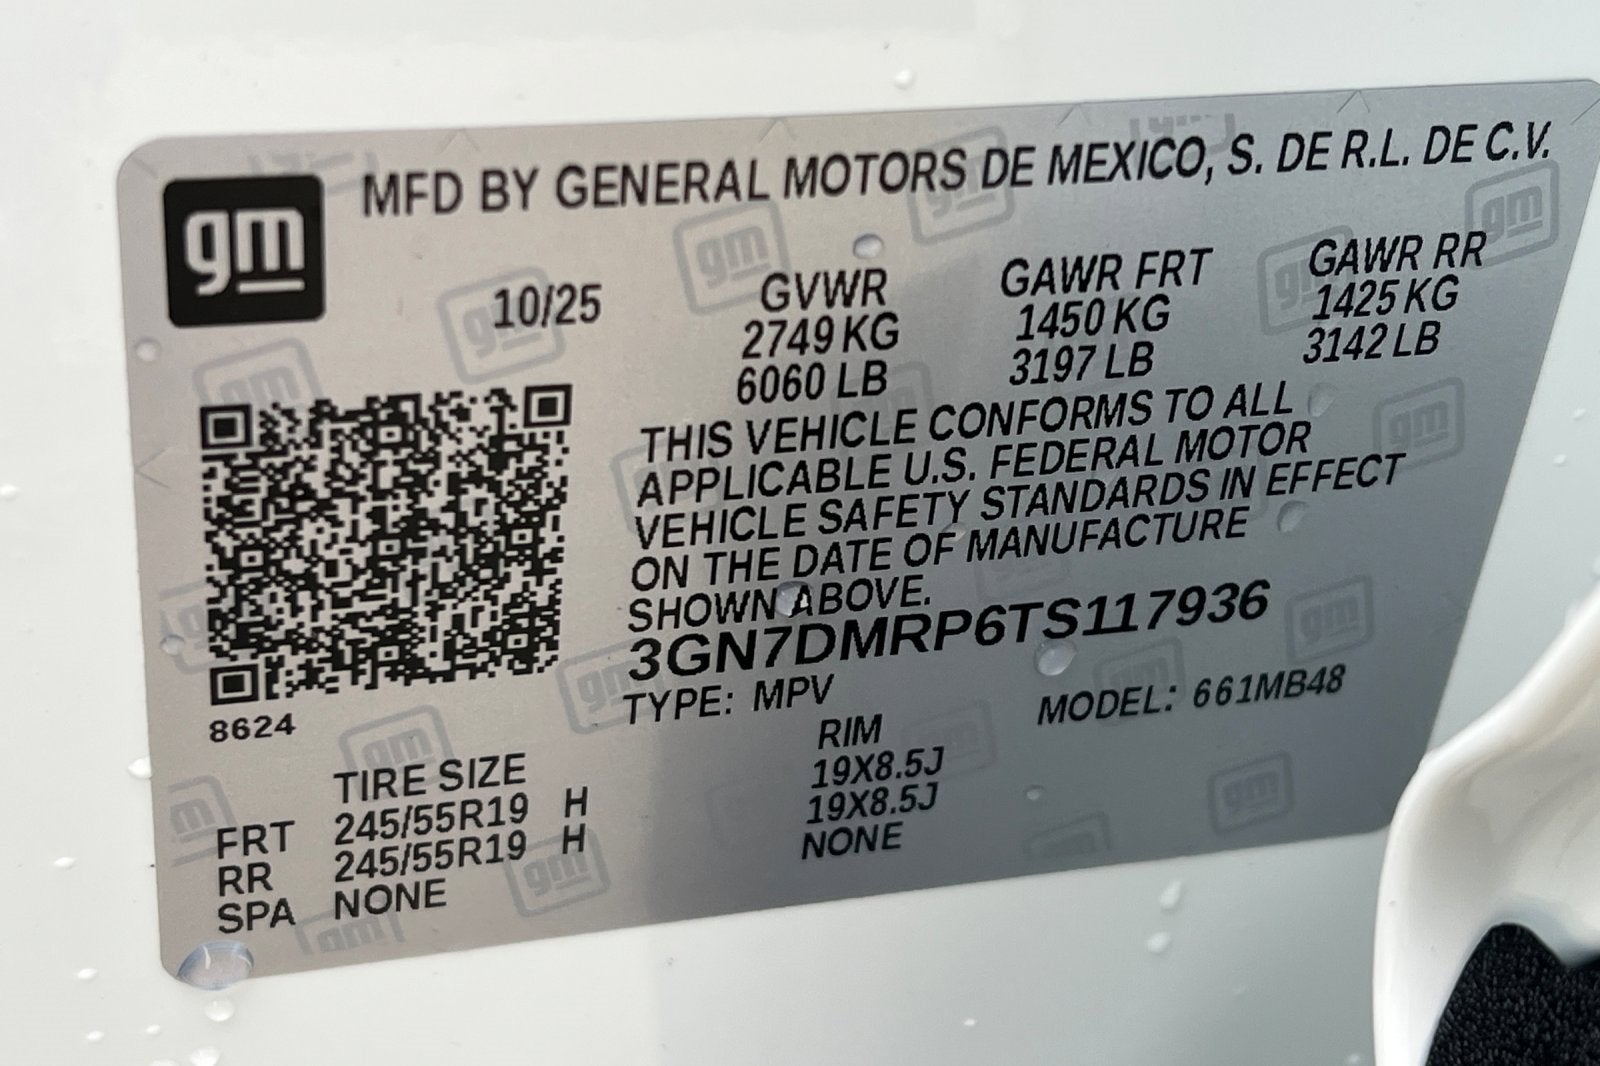 gm
MFD BY GENERAL MOTORS DE MEXICO, S. DE R.L. DE C.V.
10/25
GVWR
2749 KG
6060 LB
GAWR FRT
1450 KG
3197 LB
GAWR RR
1425 KG
3142 LB
THIS VEHICLE CONFORMS TO ALL
APPLICABLE U.S. FEDERAL MOTOR
VEHICLE SAFETY STANDARDS IN EFFECT
ON THE DATE OF MANUFACTURE
SHOWN ABOVE.
3GN7DMRP6TS117936
TYPE: MPV
MODEL: 661MB48
8624
TIRE SIZE RIM
FRT 245/55R19 H 19X8.5J
RR 245/55R19 H 19X8.5J
SPA NONE NONE